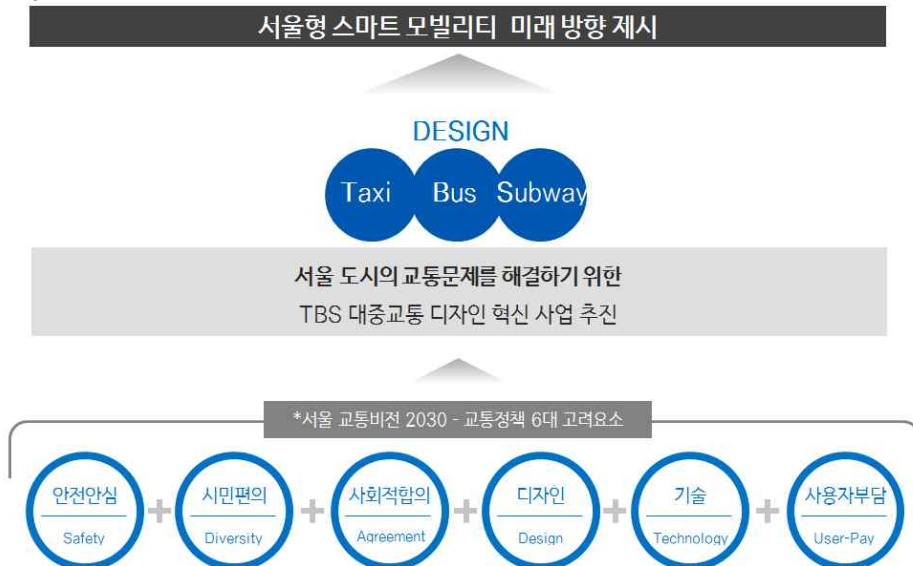 서울형 스마트 모빌리티 미래 방향 제시
DESIGN
Taxi Bus Subway
서울 도시의 교통문제를 해결하기 위한
TBS 대중교통 디자인 혁신 사업 추진
*서울 교통비전 2030 - 교통정책 6대 고려요소
안전안심 + 시민편의 + 사회적합의 + 디자인 + 기술 + 사용자부담
Safety Diversity Agreement Design Technology User-Pay